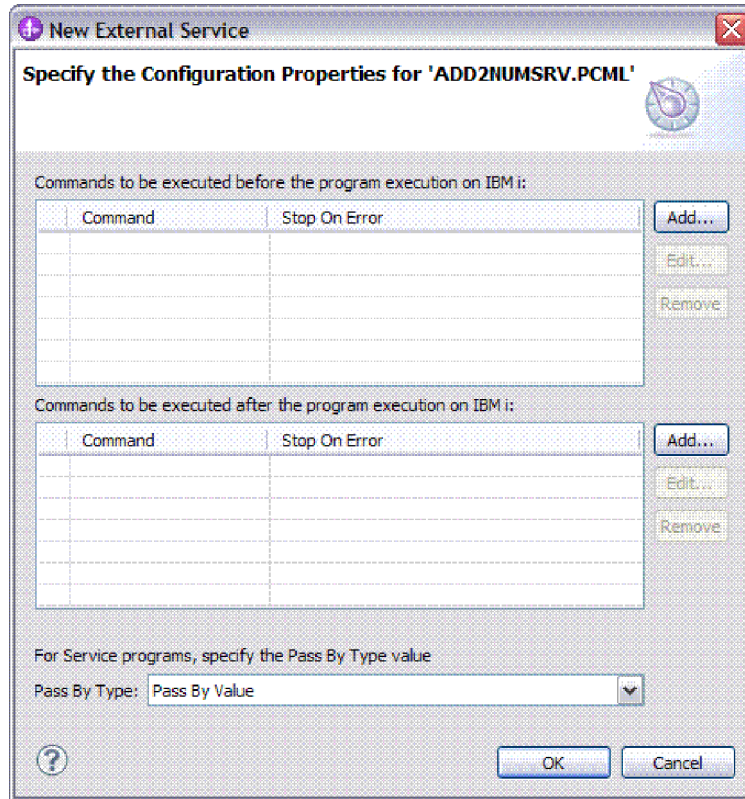 New External Service
Specify the Configuration Properties for 'ADD2NUMSRV.PCML'
Commands to be executed before the program execution on IBM i:
Command Stop On Error
Add...
Edit...
Remove
Commands to be executed after the program execution on IBM i:
Command Stop On Error
Add...
Edit...
Remove
For Service programs, specify the Pass By Type value
Pass By Type: Pass By Value
?
OK Cancel